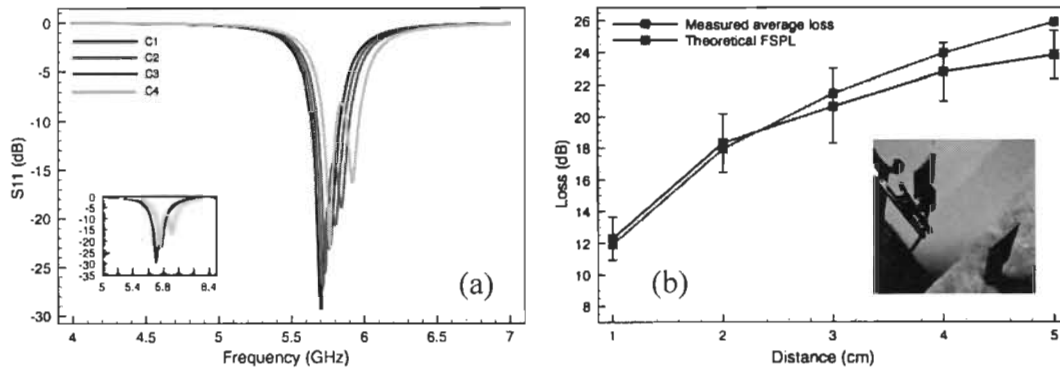 0
-5
-10
-15
-20
-25
-30
S11 (dB)
C1
C2
C3
C4
0
-5
-10
-15
-20
-25
-30
-35
5 5.4 5.8 6.4
(a)
4 4.5 5 5.5 6 6.5 7
Frequency (GHz)
26
24
22
20
18
16
14
12
10
8
Loss (dB)
Measured average loss
Theoretical FSPL
(b)
1 2 3 4 5
Distance (cm)